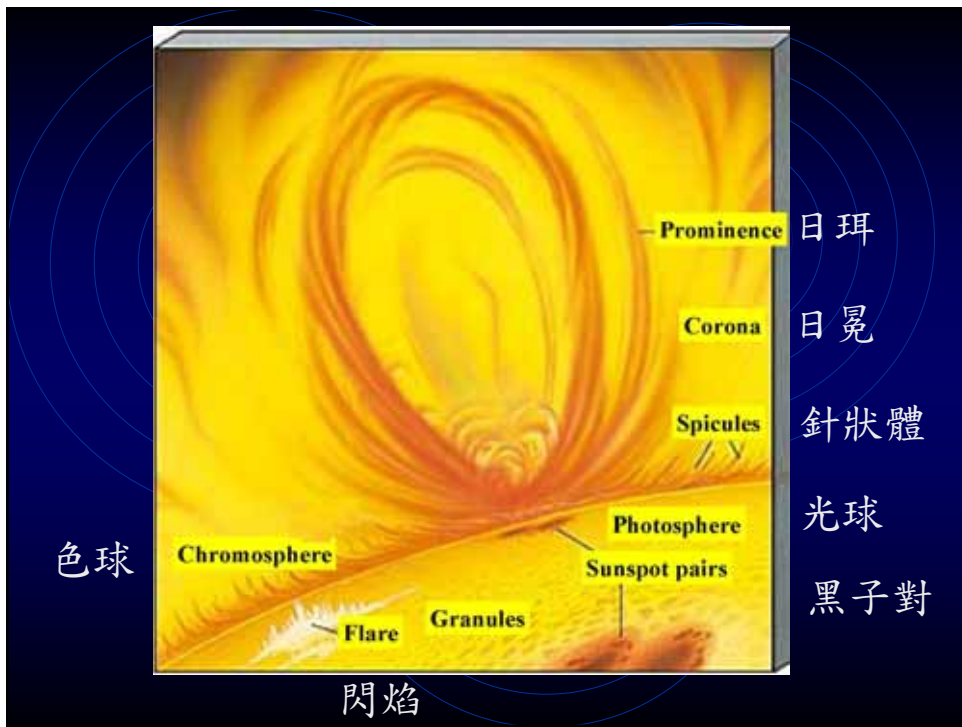 Prominence 日珥
Corona 日冕
Spicules 針狀體
Photosphere 光球
色球 Chromosphere
Sunspot pairs 黑子對
Granules
Flare
閃焰